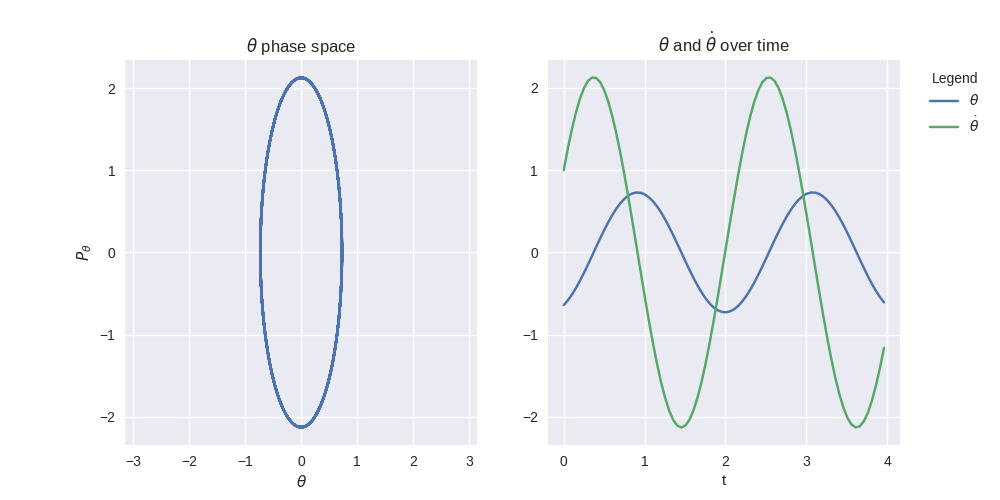 θ phase space
2
1
0
−1
−2
P_θ
−3 −2 −1 0 1 2 3
θ
θ and θ̇ over time
2
1
0
−1
−2
0 1 2 3 4
t
Legend
θ
θ̇